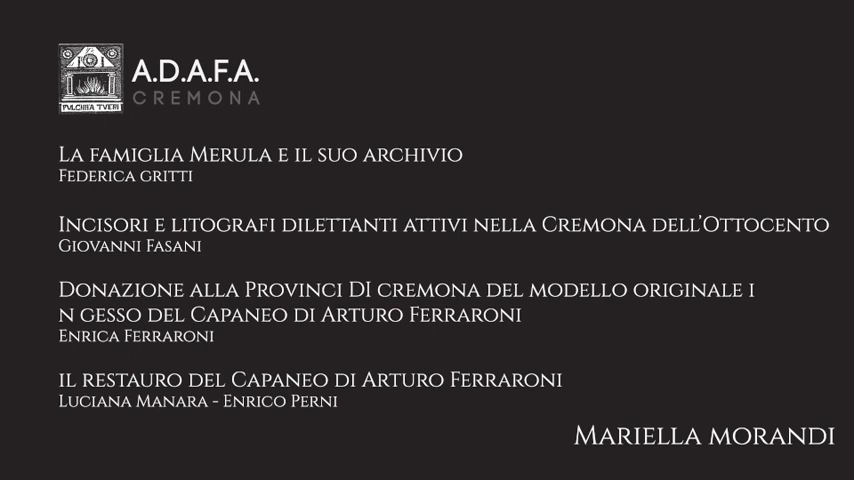 A.D.A.F.A.
CREMONA
PVLCHRA TVERI
La famiglia Merula e il suo archivio
Federica gritti
Incisori e litografi dilettanti attivi nella Cremona dell'Ottocento
Giovanni Fasani
Donazione alla Provinci DI cremona del modello originale i
n gesso del Capaneo di Arturo Ferraroni
Enrica Ferraroni
il restauro del Capaneo di Arturo Ferraroni
Luciana Manara - Enrico Perni
Mariella morandi